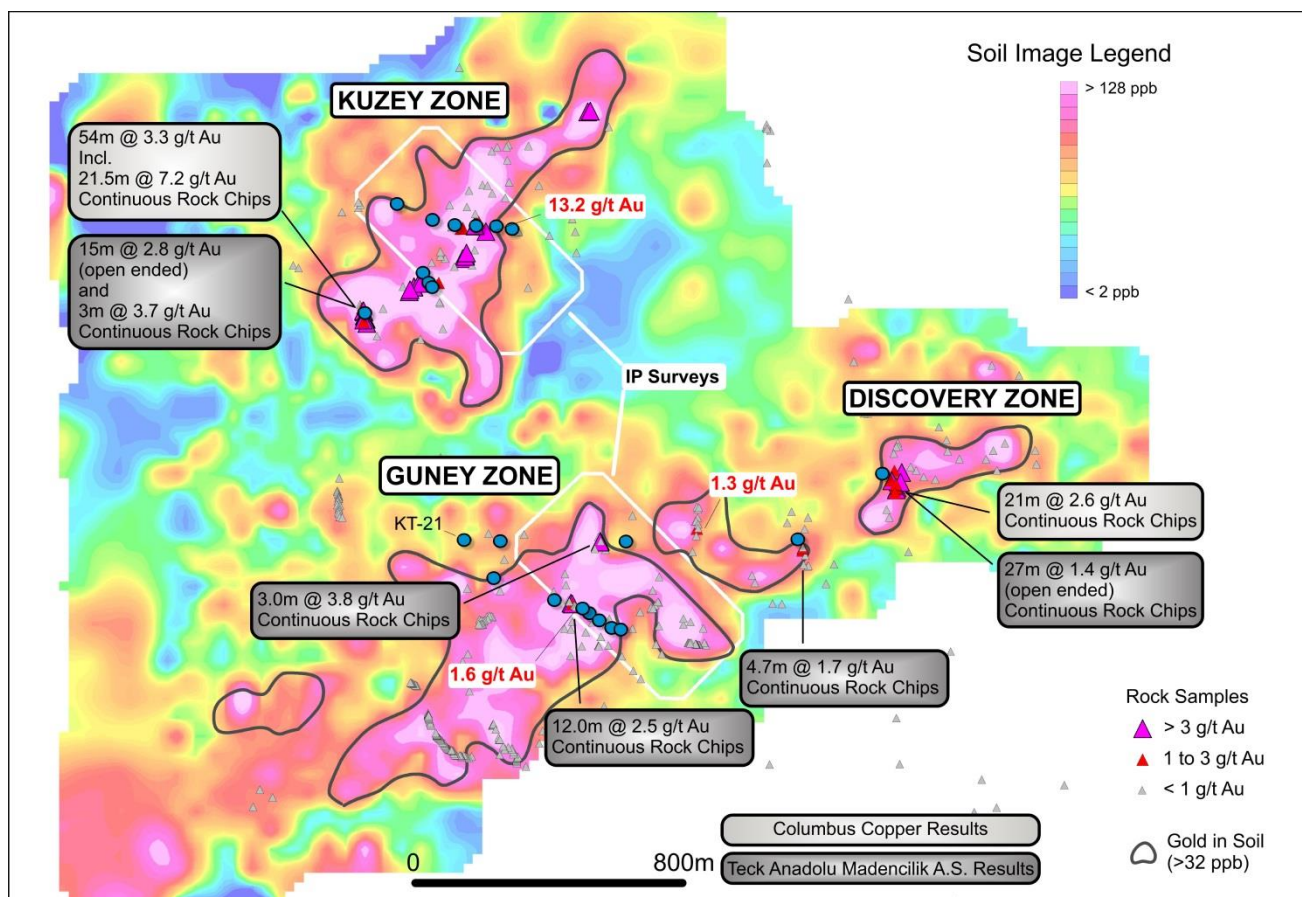 Soil Image Legend
> 128 ppb
< 2 ppb
KUZEY ZONE
54m @ 3.3 g/t Au
Incl.
21.5m @ 7.2 g/t Au
Continuous Rock Chips
13.2 g/t Au
15m @ 2.8 g/t Au
(open ended)
and
3m @ 3.7 g/t Au
Continuous Rock Chips
IP Surveys
DISCOVERY ZONE
GUNEY ZONE
1.3 g/t Au
KT-21
21m @ 2.6 g/t Au
Continuous Rock Chips
27m @ 1.4 g/t Au
(open ended)
Continuous Rock Chips
3.0m @ 3.8 g/t Au
Continuous Rock Chips
1.6 g/t Au
4.7m @ 1.7 g/t Au
Continuous Rock Chips
12.0m @ 2.5 g/t Au
Continuous Rock Chips
Rock Samples
> 3 g/t Au
1 to 3 g/t Au
< 1 g/t Au
Columbus Copper Results
Teck Anadolu Madencilik A.S. Results
Gold in Soil
(>32 ppb)
0
800m